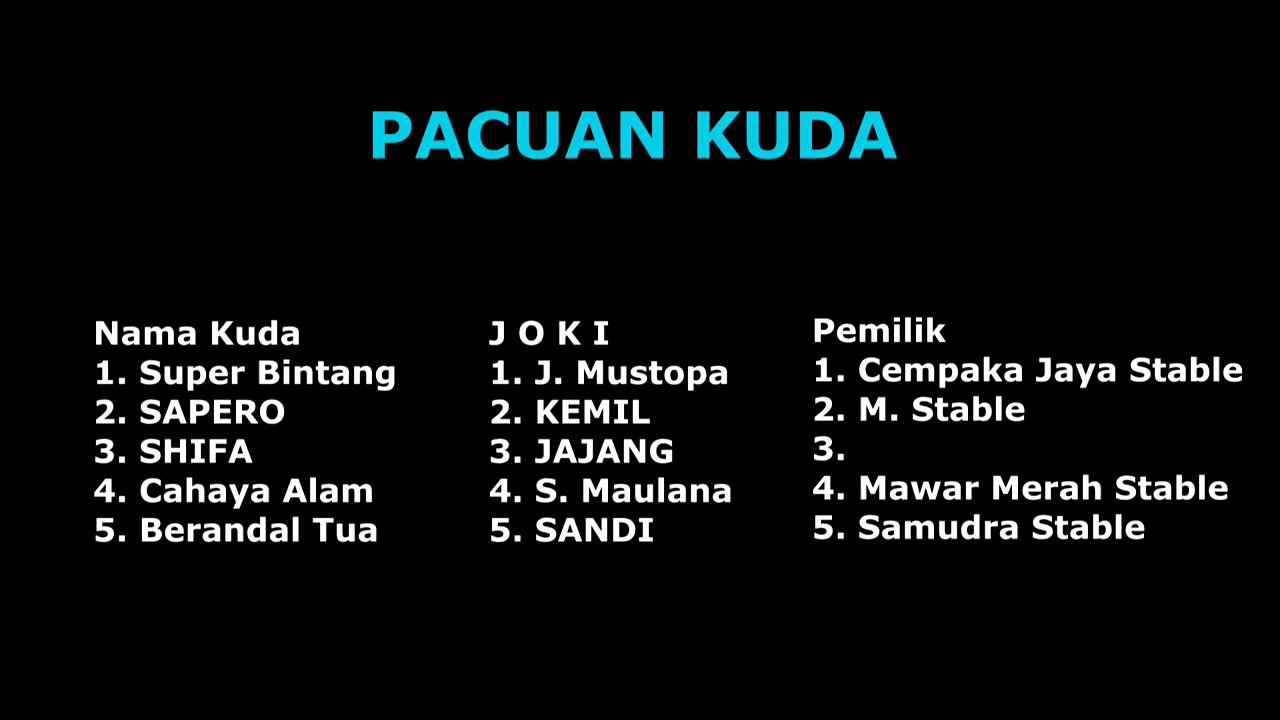 PACUAN KUDA
Nama Kuda
1. Super Bintang
2. SAPERO
3. SHIFA
4. Cahaya Alam
5. Berandal Tua
J O K I
1. J. Mustopa
2. KEMIL
3. JAJANG
4. S. Maulana
5. SANDI
Pemilik
1. Cempaka Jaya Stable
2. M. Stable
3.
4. Mawar Merah Stable
5. Samudra Stable